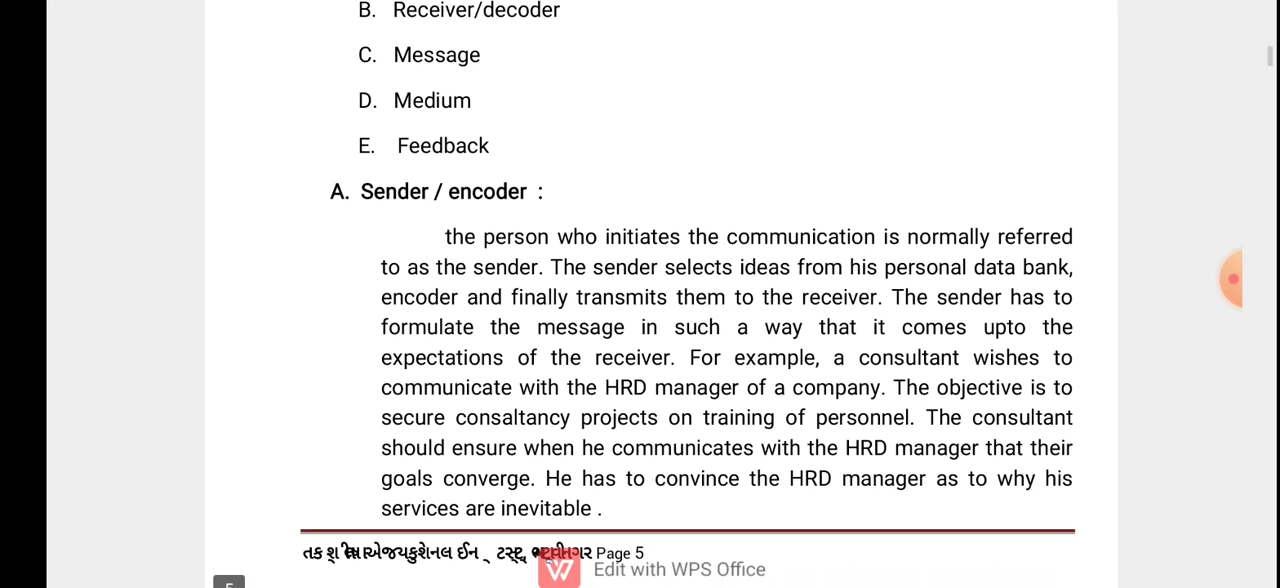 B. Receiver/decoder
C. Message
D. Medium
E. Feedback
A. Sender / encoder :
the person who initiates the communication is normally referred
to as the sender. The sender selects ideas from his personal data bank,
encoder and finally transmits them to the receiver. The sender has to
formulate the message in such a way that it comes upto the
expectations of the receiver. For example, a consultant wishes to
communicate with the HRD manager of a company. The objective is to
secure consaltancy projects on training of personnel. The consultant
should ensure when he communicates with the HRD manager that their
goals converge. He has to convince the HRD manager as to why his
services are inevitable .
Page 5
Edit with WPS Office
5